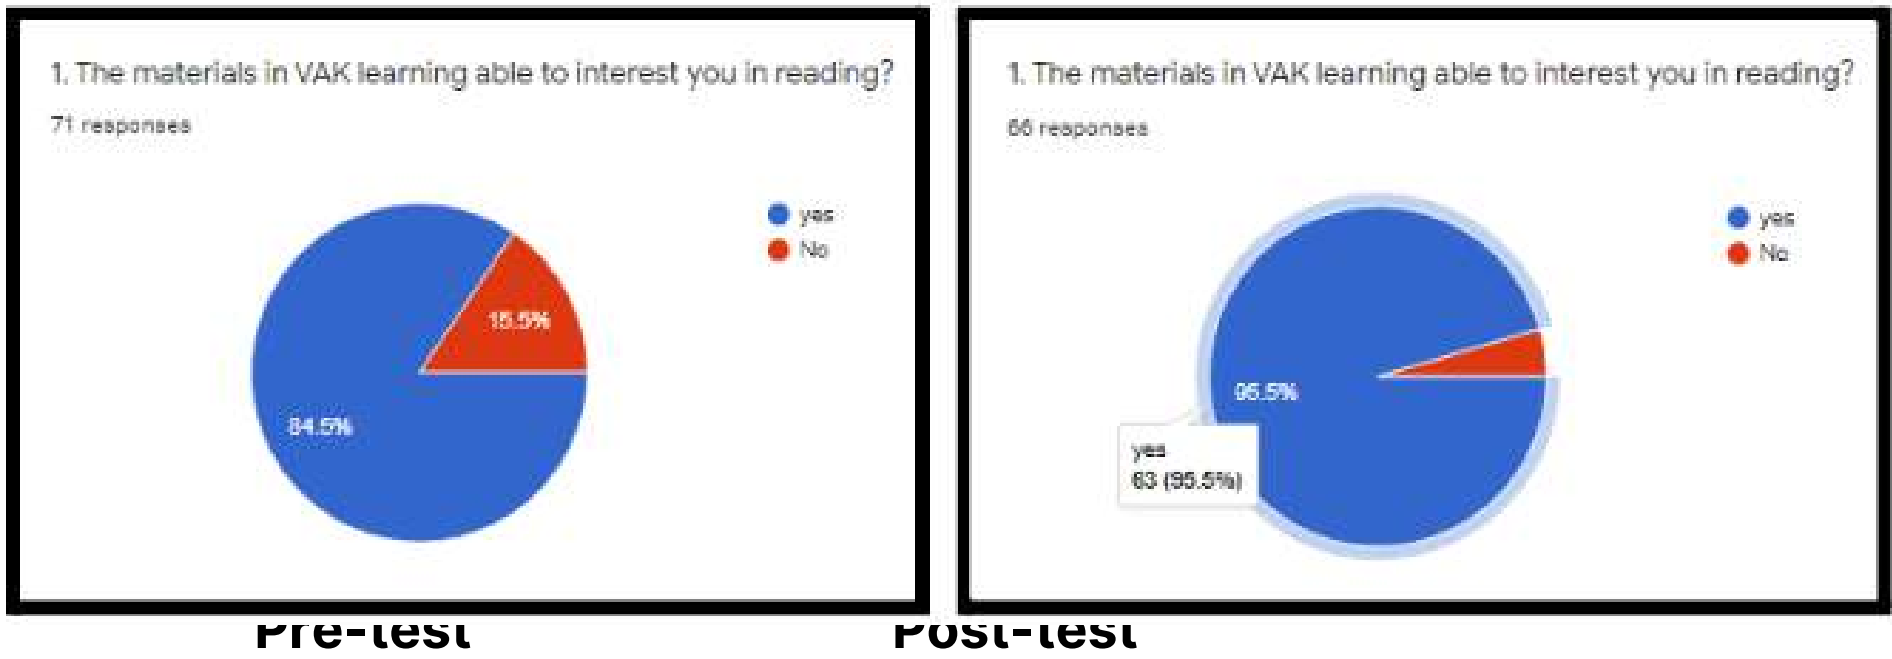 1. The materials in VAK learning able to interest you in reading?
71 responses
yes
No
15.5%
84.5%
1. The materials in VAK learning able to interest you in reading?
66 responses
yes
No
95.5%
yes
63 (95.5%)
Pre-test
Post-test